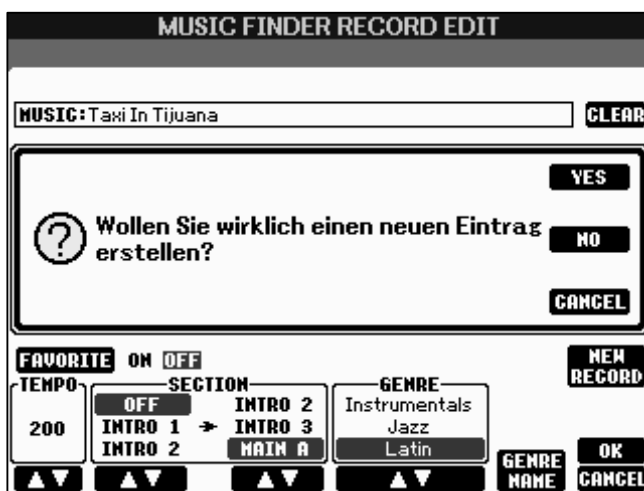 MUSIC FINDER RECORD EDIT
MUSIC:Taxi In Tijuana
CLEAR
YES
Wollen Sie wirklich einen neuen Eintrag
erstellen?
NO
CANCEL
FAVORITE ON OFF
NEW
RECORD
TEMPO
200
SECTION
OFF INTRO 2
INTRO 1 → INTRO 3
INTRO 2 MAIN A
GENRE
Instrumentals
Jazz
Latin
GENRE
NAME
OK
CANCEL